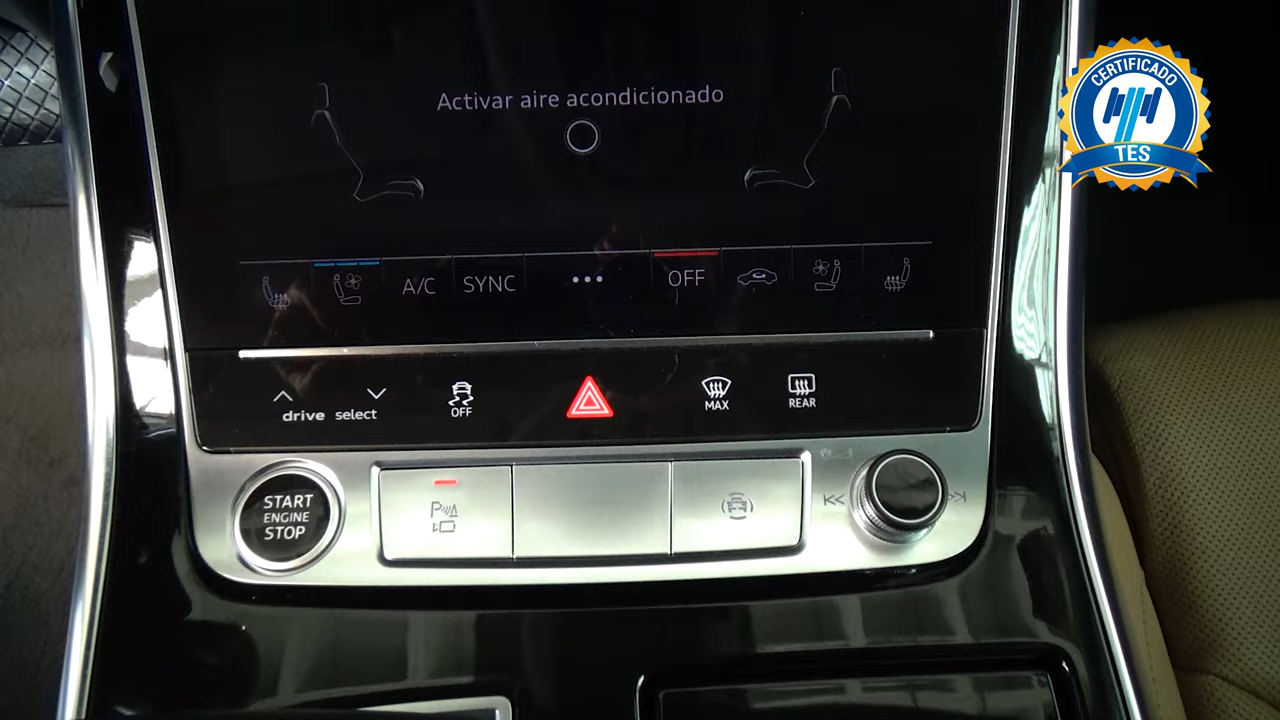 Activar aire acondicionado
A/C SYNC OFF
drive select
OFF
MAX
REAR
START
ENGINE
STOP
P
CERTIFICADO
TES